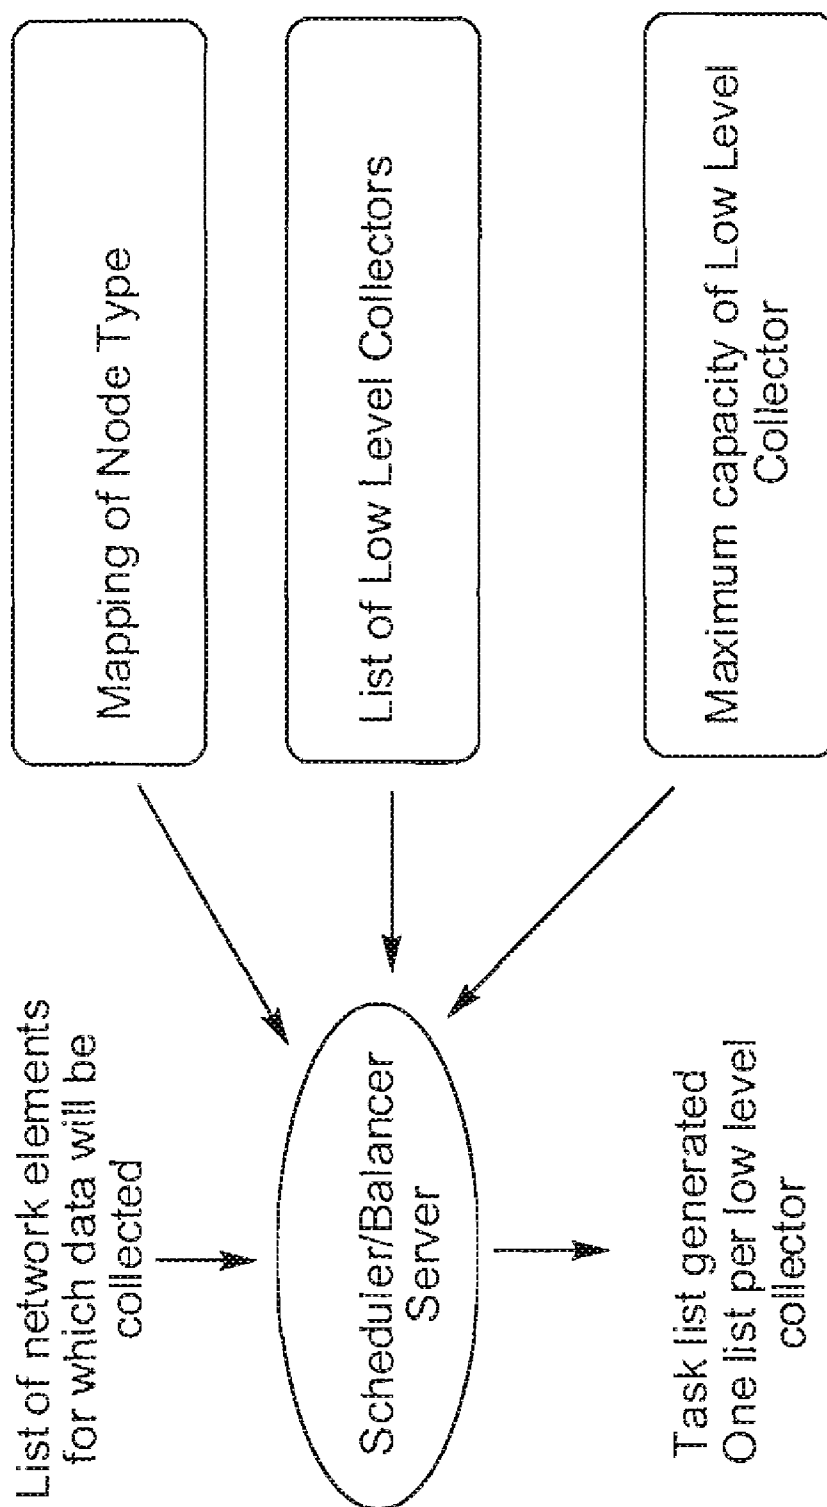 List of network elements
for which data will be
collected
Mapping of Node Type
Scheduler/Balancer
Server
List of Low Level Collectors
Task list generated
One list per low level
collector
Maximum capacity of Low Level
Collector